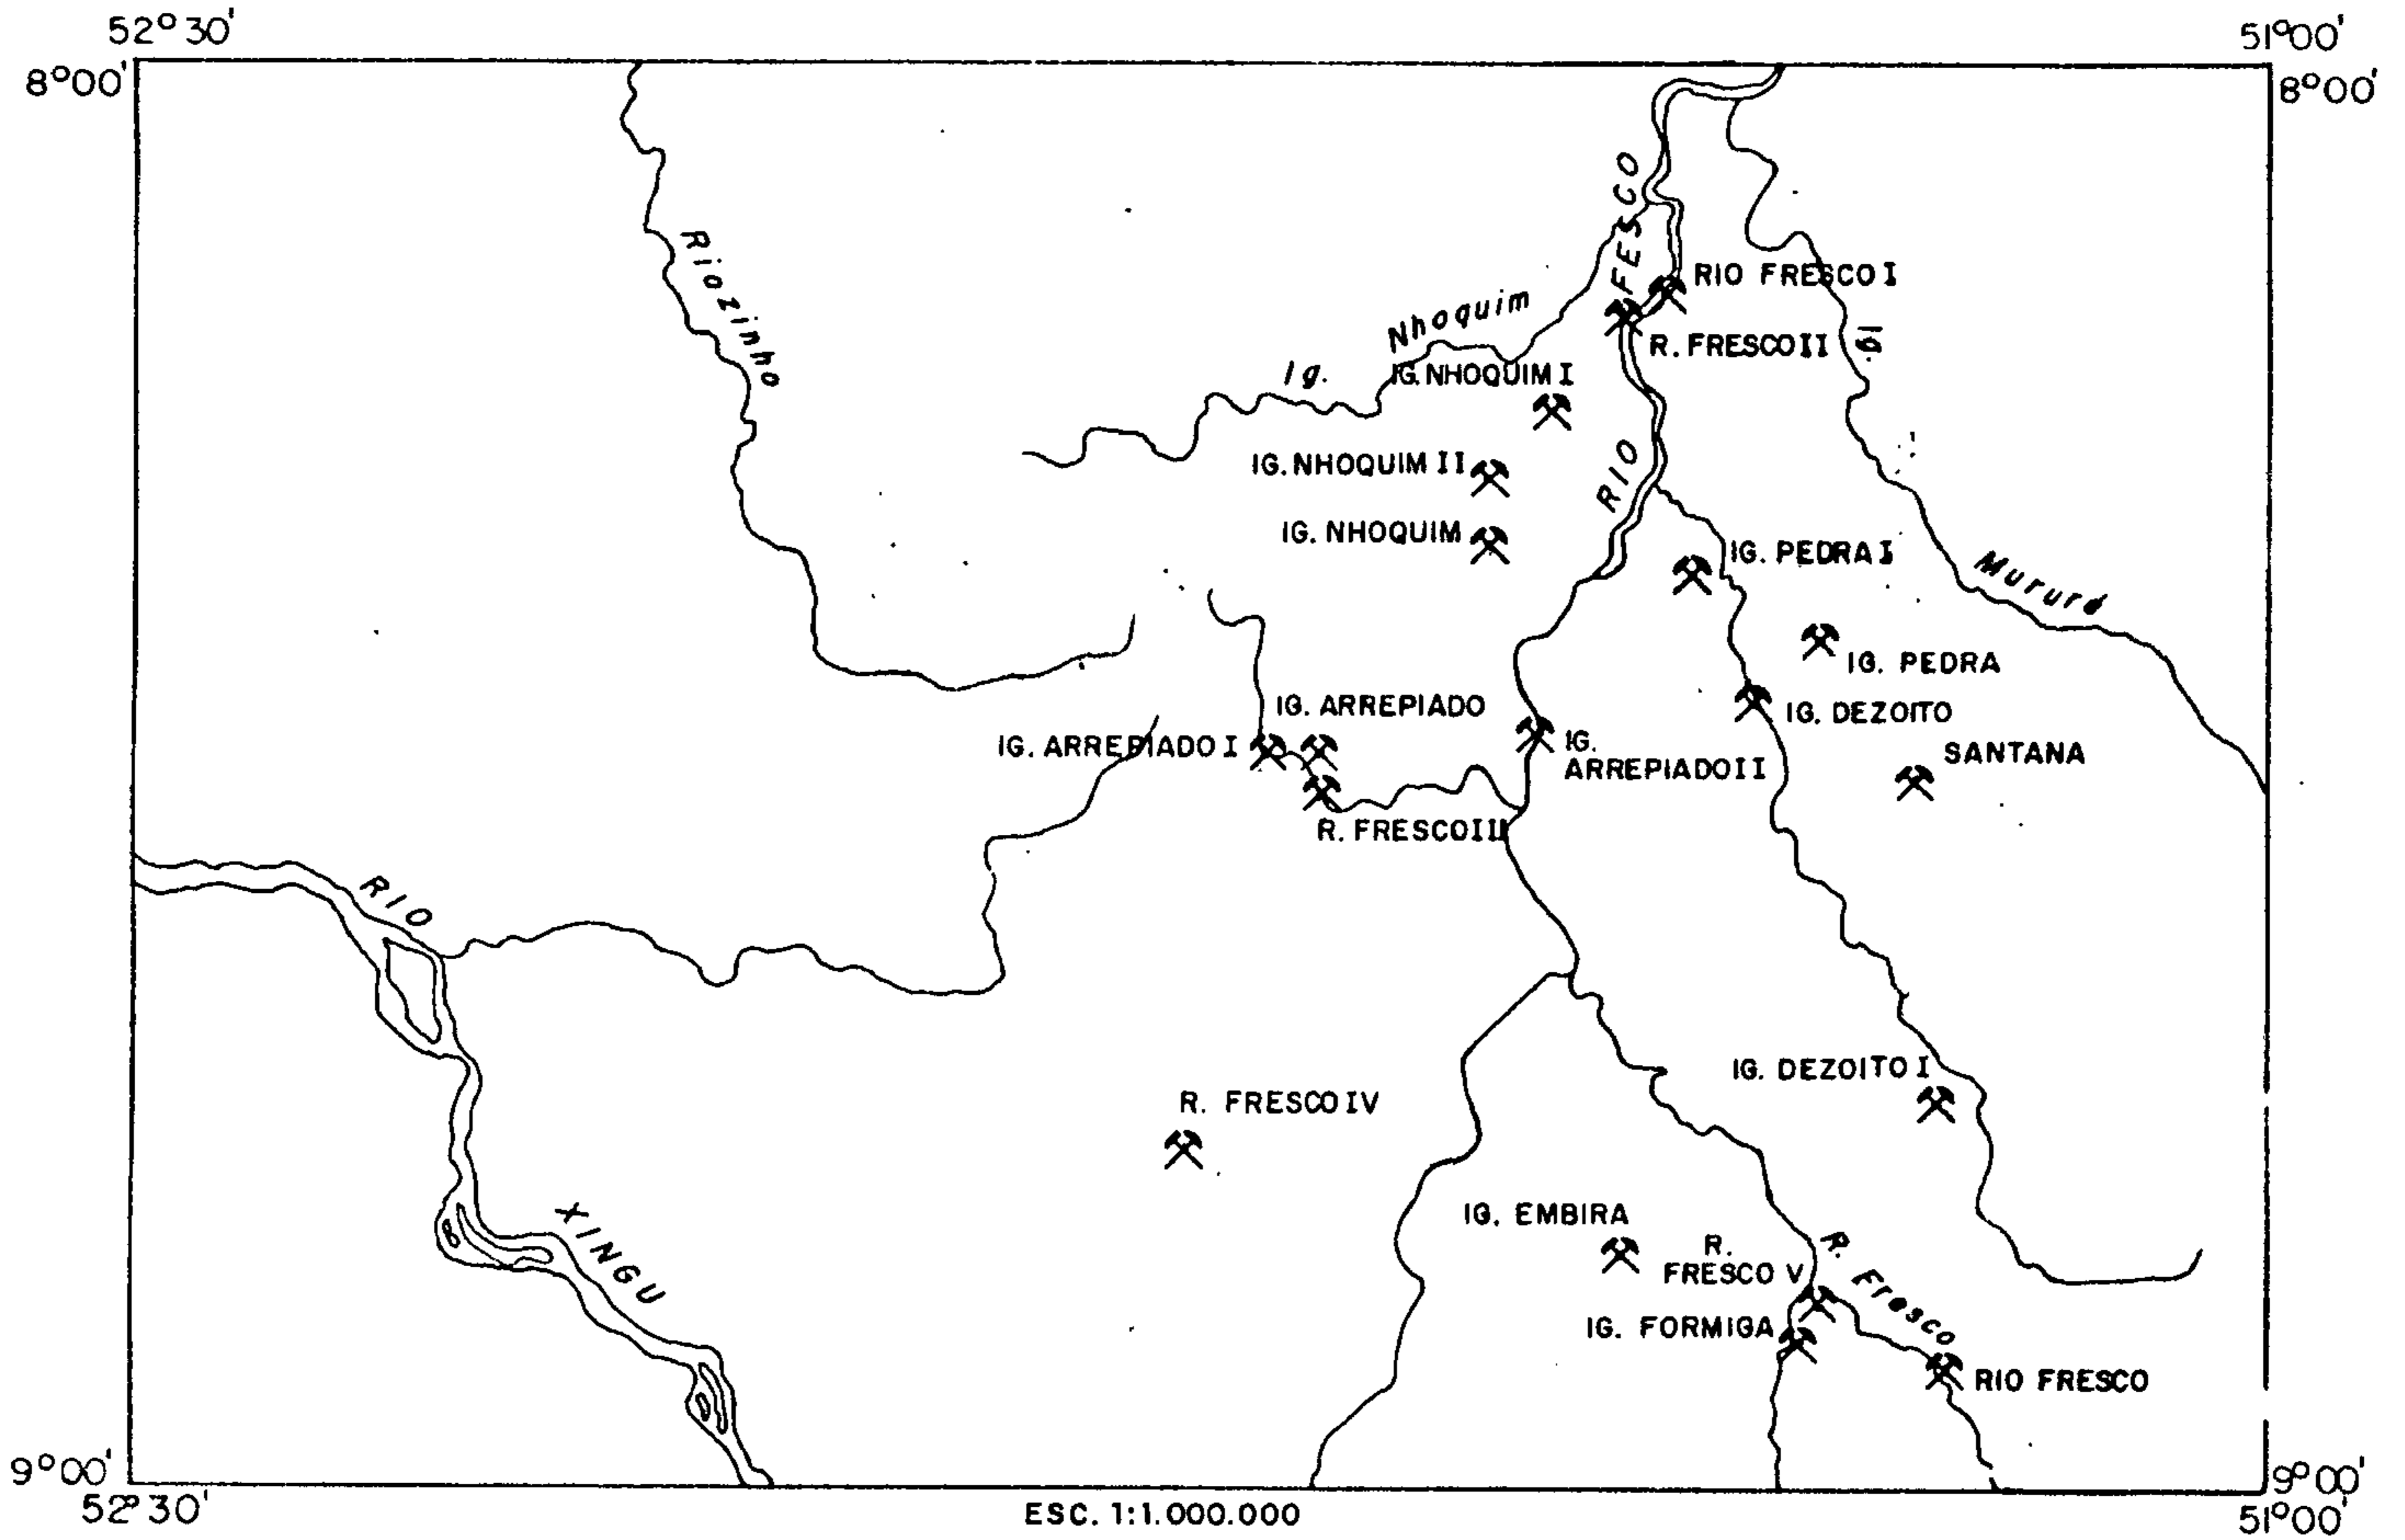 52°30'
51°00'
8°00'
8°00'
Riozinho
FESCO
RIO FRESCO I
R. FRESCO II
Ig.
Nhoquim
Ig.
IG. NHOQUIM I
IG. NHOQUIM II
RIO
IG. NHOQUIM
IG. PEDRA I
Mururé
IG. PEDRA
IG. ARREPIADO
IG. DEZOITO
IG. ARREPIADO I
IG.
ARREPIADO II
SANTANA
R. FRESCO III
RIO
IG. DEZOITO I
R. FRESCO IV
XINGU
IG. EMBIRA
R.
FRESCO V
R. Fresco
IG. FORMIGA
RIO FRESCO
9°00'
9°00'
52°30'
51°00'
ESC. 1:1.000.000